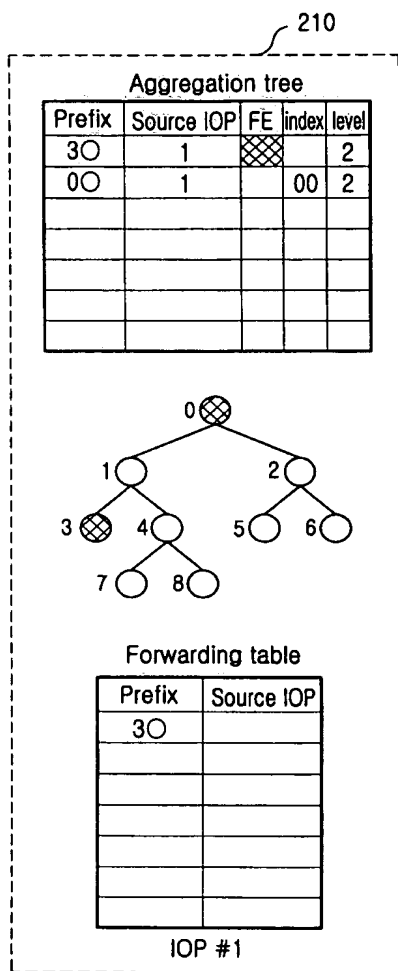 210
Aggregation tree
Prefix Source IOP FE index level
3○ 1 2
0○ 1 00 2
0
1 2
3 4 5 6
7 8
Forwarding table
Prefix Source IOP
3○
IOP #1